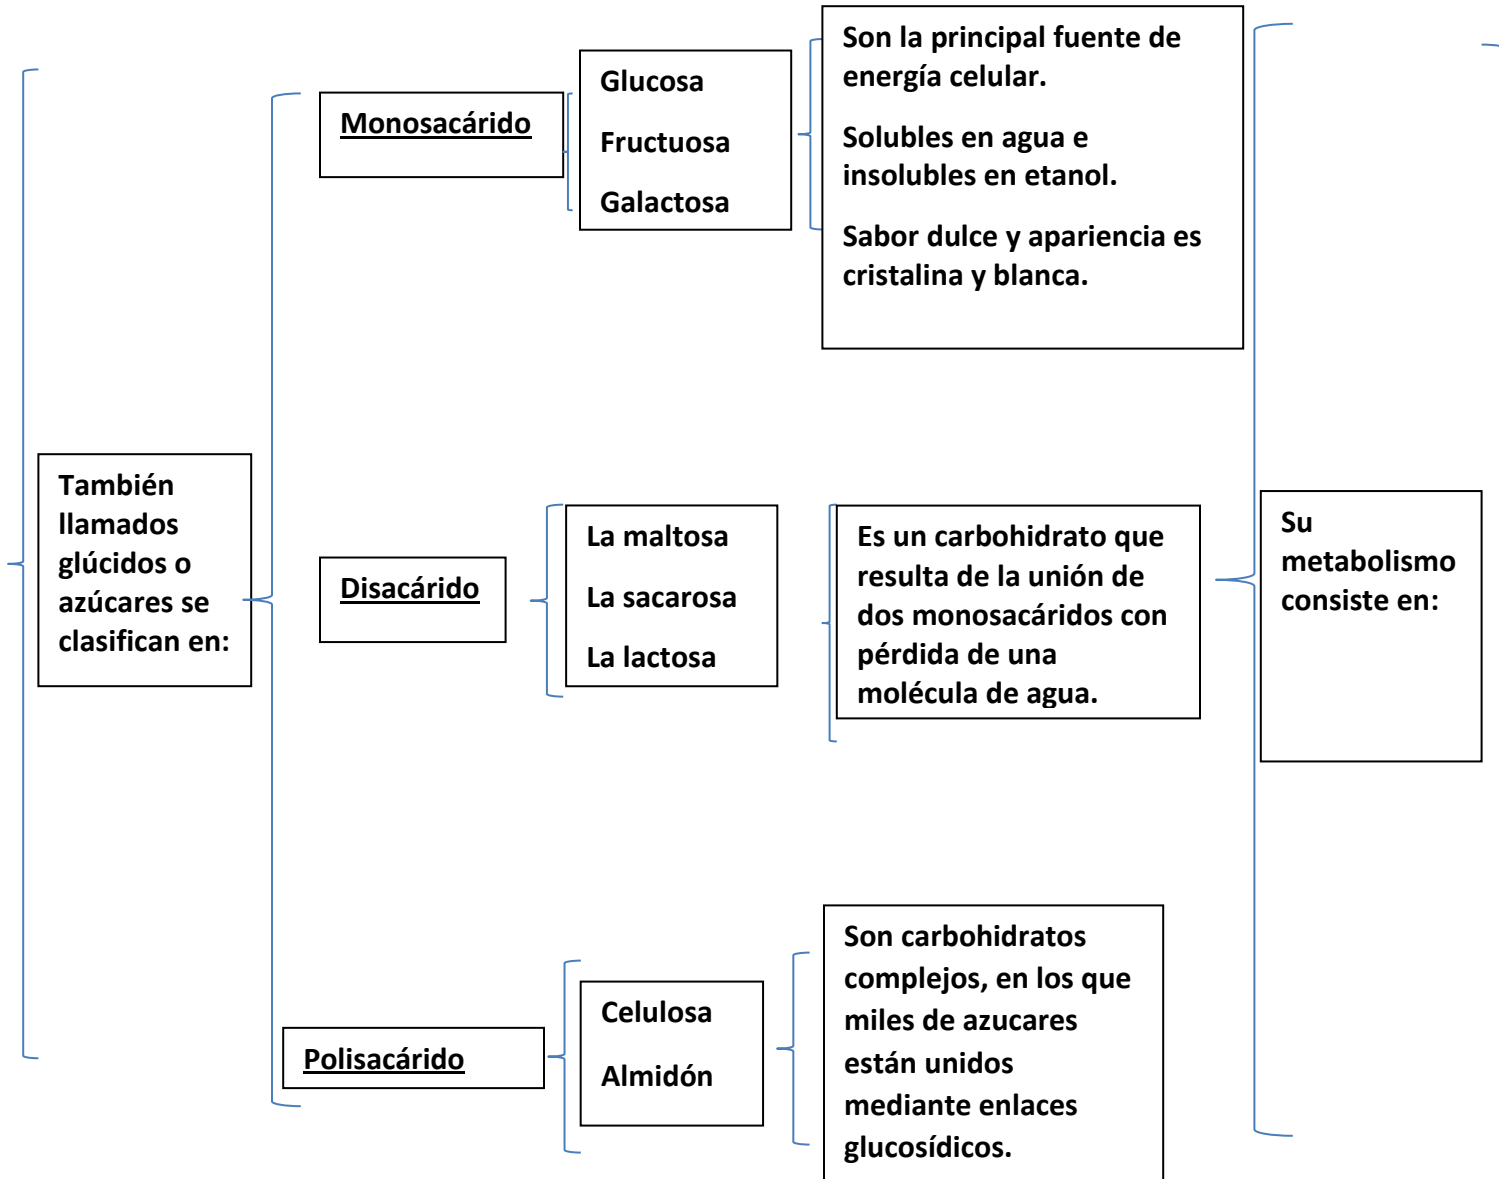 También
llamados
glúcidos o
azúcares se
clasifican en:
Monosacárido
Glucosa
Fructuosa
Galactosa
Son la principal fuente de
energía celular.
Solubles en agua e
insolubles en etanol.
Sabor dulce y apariencia es
cristalina y blanca.
Disacárido
La maltosa
La sacarosa
La lactosa
Es un carbohidrato que
resulta de la unión de
dos monosacáridos con
pérdida de una
molécula de agua.
Polisacárido
Celulosa
Almidón
Son carbohidratos
complejos, en los que
miles de azucares
están unidos
mediante enlaces
glucosídicos.
Su
metabolismo
consiste en: